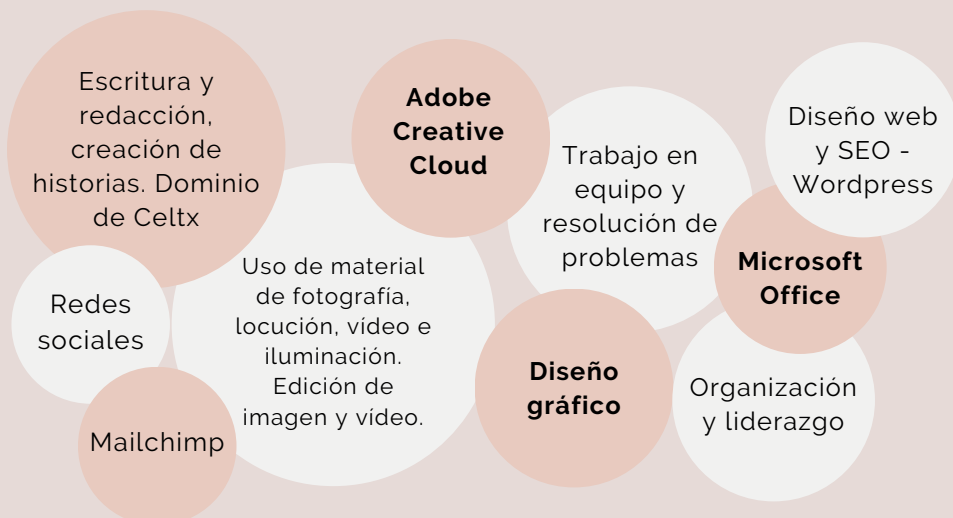 Escritura y
redacción,
creación de
historias. Dominio
de Celtx
Adobe
Creative
Cloud
Trabajo en
equipo y
resolución de
problemas
Diseño web
y SEO -
Wordpress
Redes
sociales
Uso de material
de fotografía,
locución, vídeo e
iluminación.
Edición de
imagen y vídeo.
Microsoft
Office
Diseño
gráfico
Organización
y liderazgo
Mailchimp